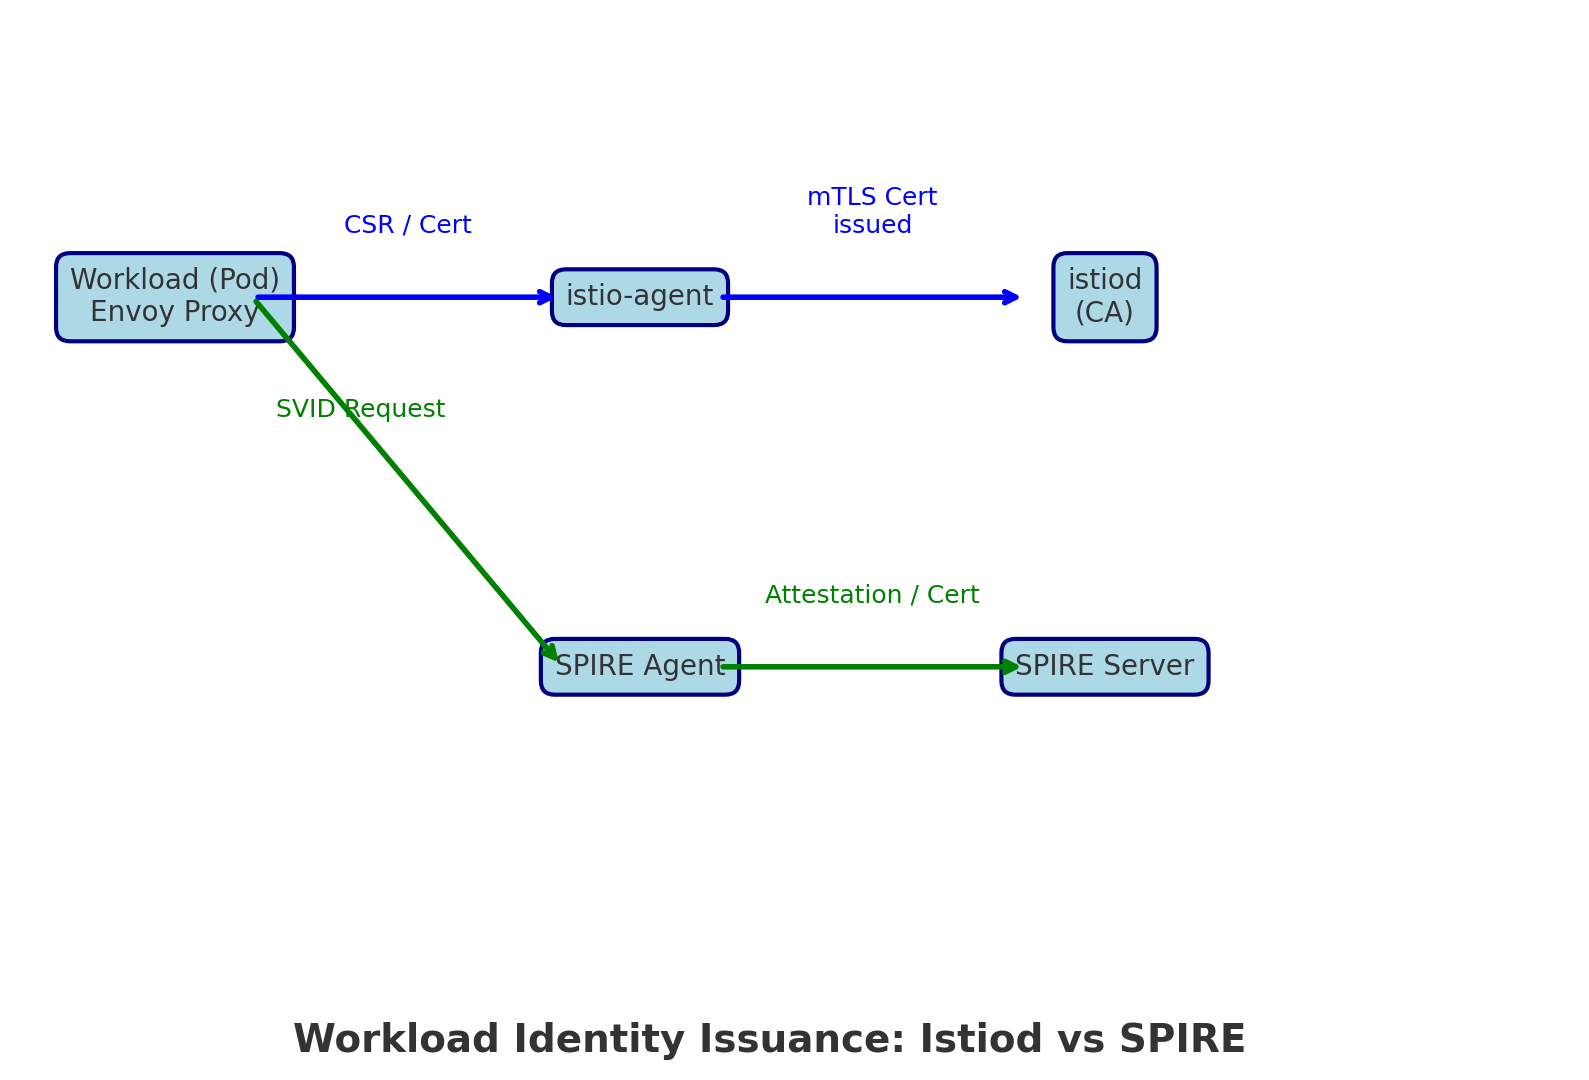 mTLS Cert
issued
CSR / Cert
Workload (Pod)
Envoy Proxy
istio-agent
istiod
(CA)
SVID Request
Attestation / Cert
SPIRE Agent
SPIRE Server
Workload Identity Issuance: Istiod vs SPIRE